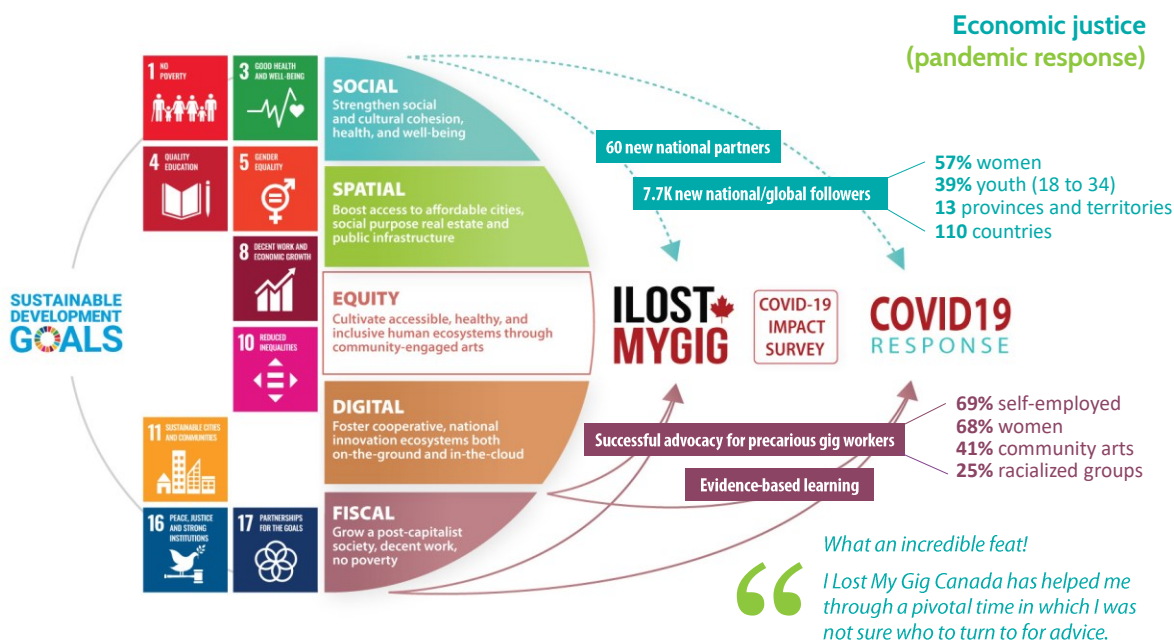 Economic justice
(pandemic response)
1 NO
POVERTY
3 GOOD HEALTH
AND WELL-BEING
4 QUALITY
EDUCATION
5 GENDER
EQUALITY
8 DECENT WORK AND
ECONOMIC GROWTH
10 REDUCED
INEQUALITIES
11 SUSTAINABLE CITIES
AND COMMUNITIES
16 PEACE, JUSTICE
AND STRONG
INSTITUTIONS
17 PARTNERSHIPS
FOR THE GOALS
SUSTAINABLE
DEVELOPMENT
GOALS
SOCIAL
Strengthen social
and cultural cohesion,
health, and well-being
SPATIAL
Boost access to affordable cities,
social purpose real estate and
public infrastructure
EQUITY
Cultivate accessible, healthy, and
inclusive human ecosystems through
community-engaged arts
DIGITAL
Foster cooperative, national
innovation ecosystems both
on-the-ground and in-the-cloud
FISCAL
Grow a post-capitalist
society, decent work,
no poverty
60 new national partners
7.7K new national/global followers
57% women
39% youth (18 to 34)
13 provinces and territories
110 countries
ILOST
MYGIG
COVID-19
IMPACT
SURVEY
COVID19
RESPONSE
Successful advocacy for precarious gig workers
Evidence-based learning
69% self-employed
68% women
41% community arts
25% racialized groups
“
What an incredible feat!
I Lost My Gig Canada has helped me
through a pivotal time in which I was
not sure who to turn to for advice.